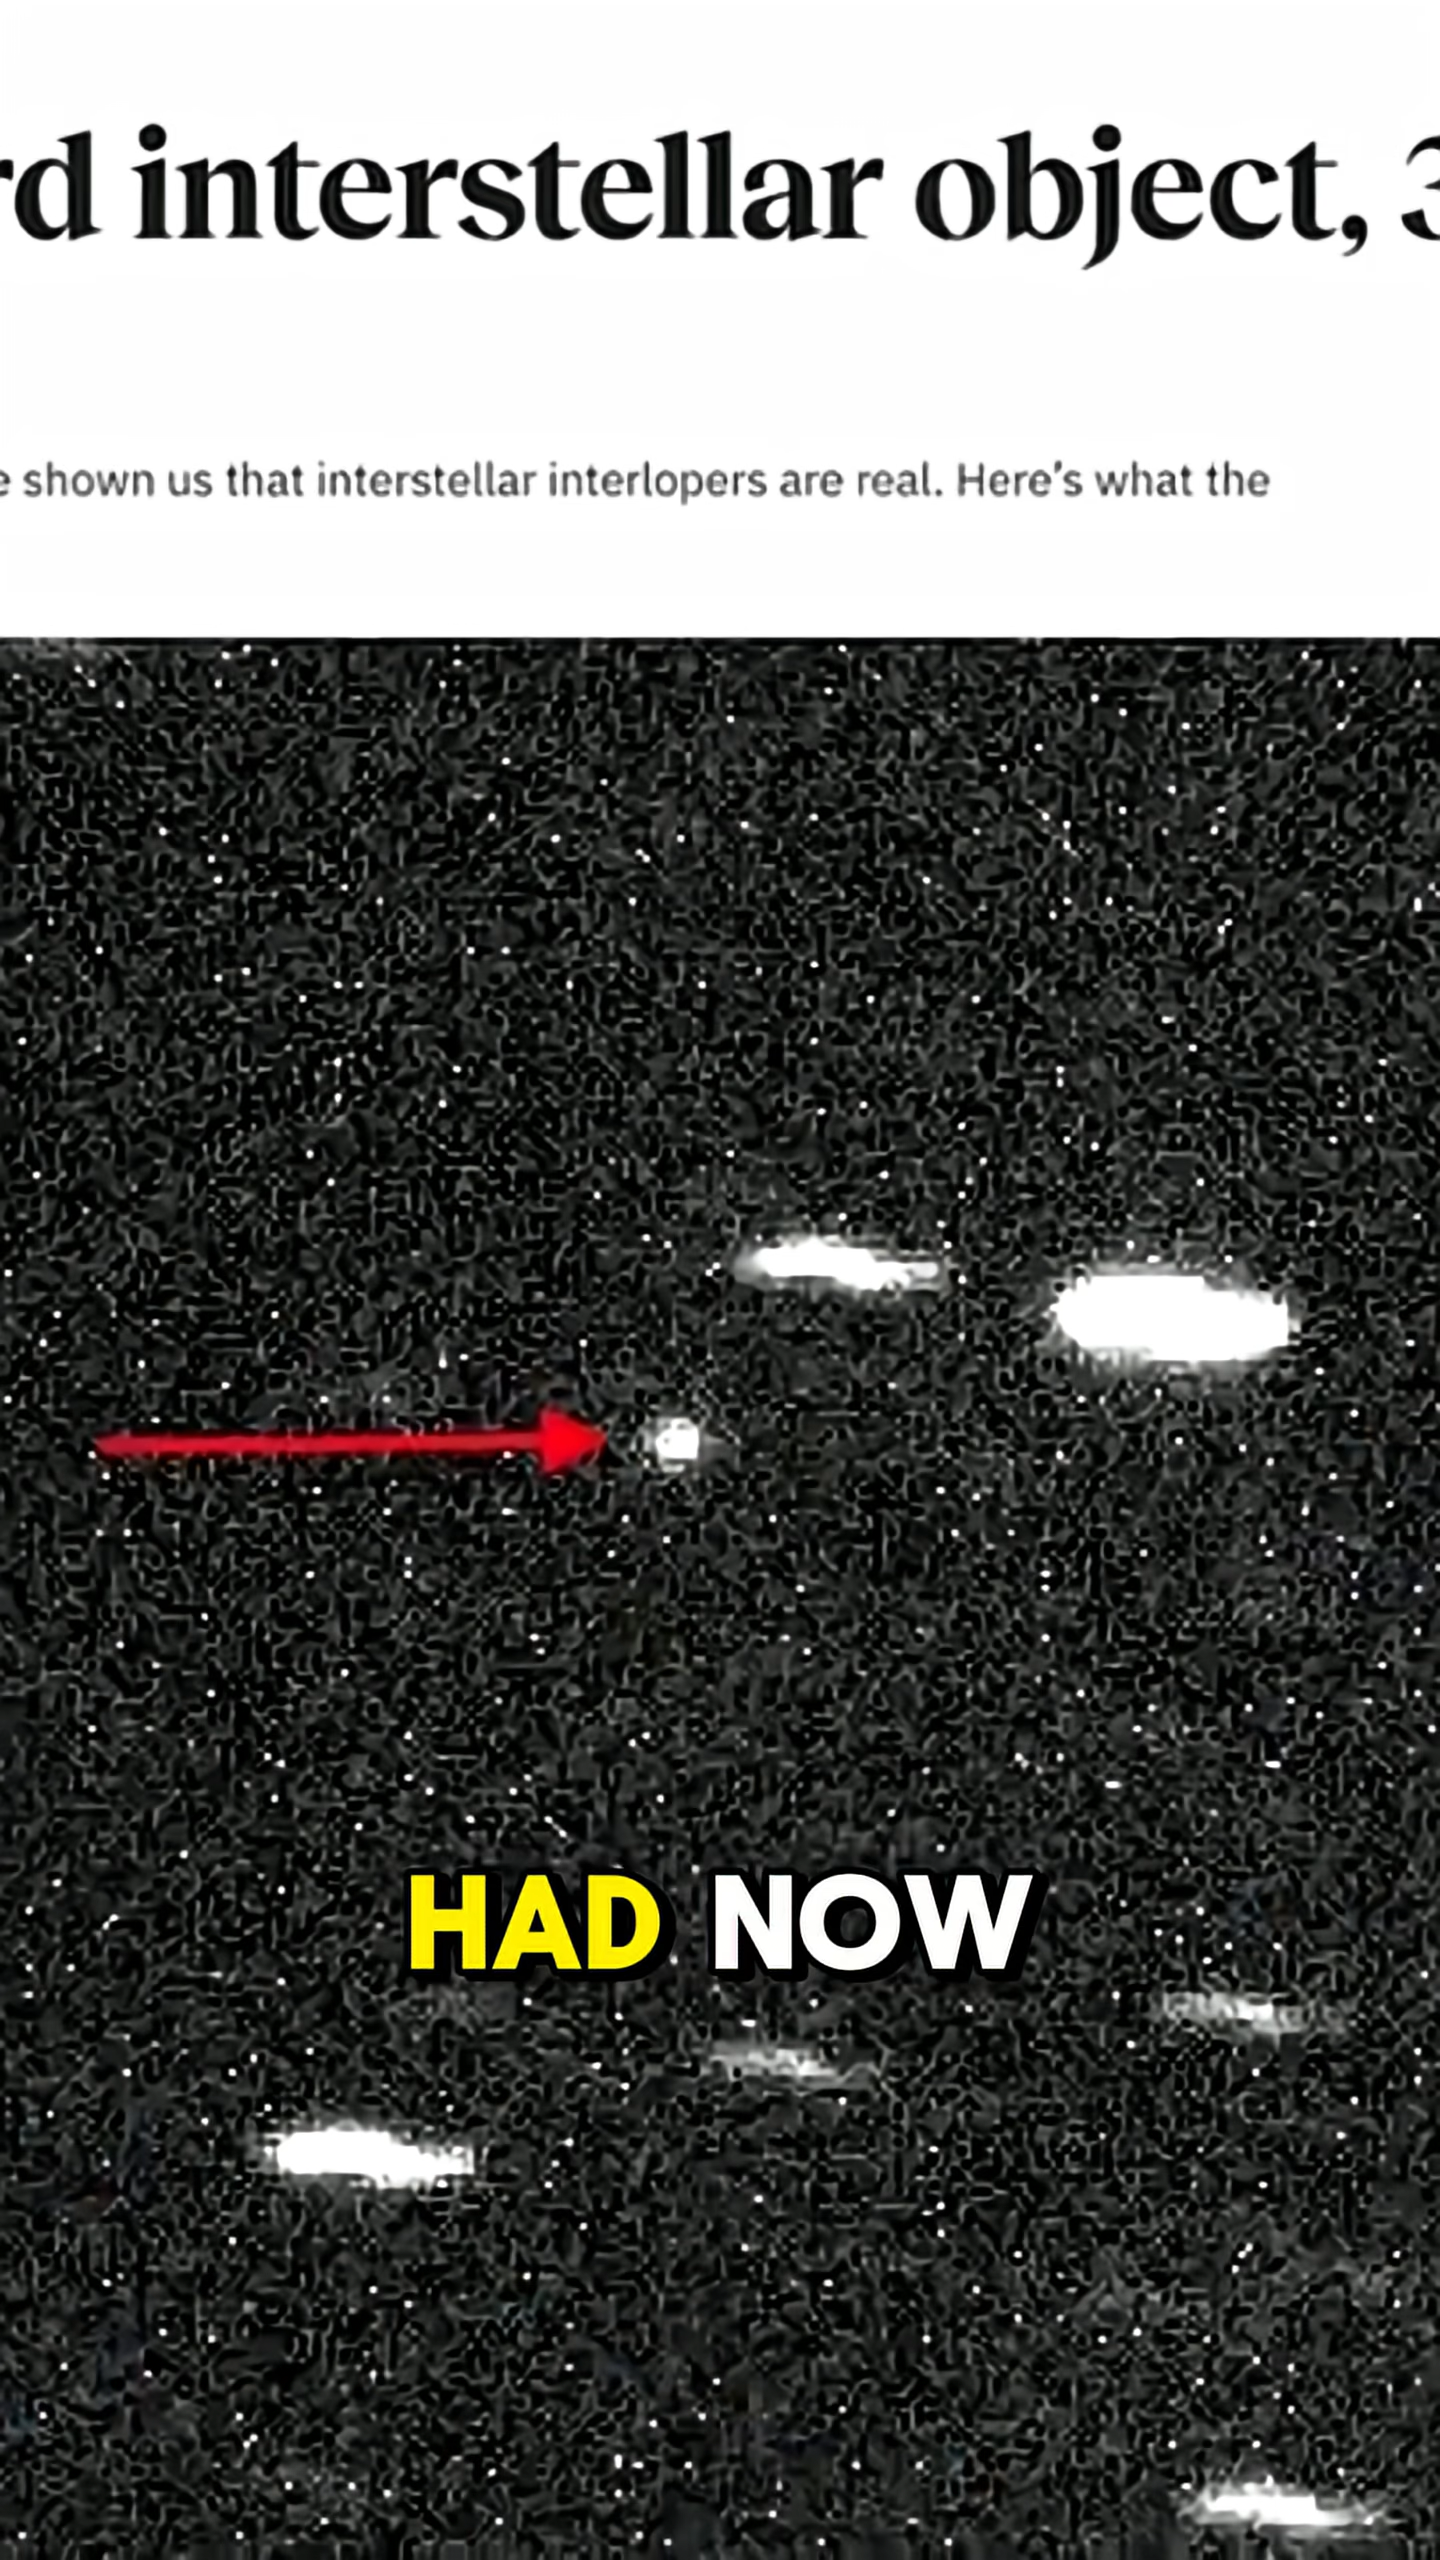 rd interstellar object, 3
e shown us that interstellar interlopers are real. Here's what the
HAD NOW